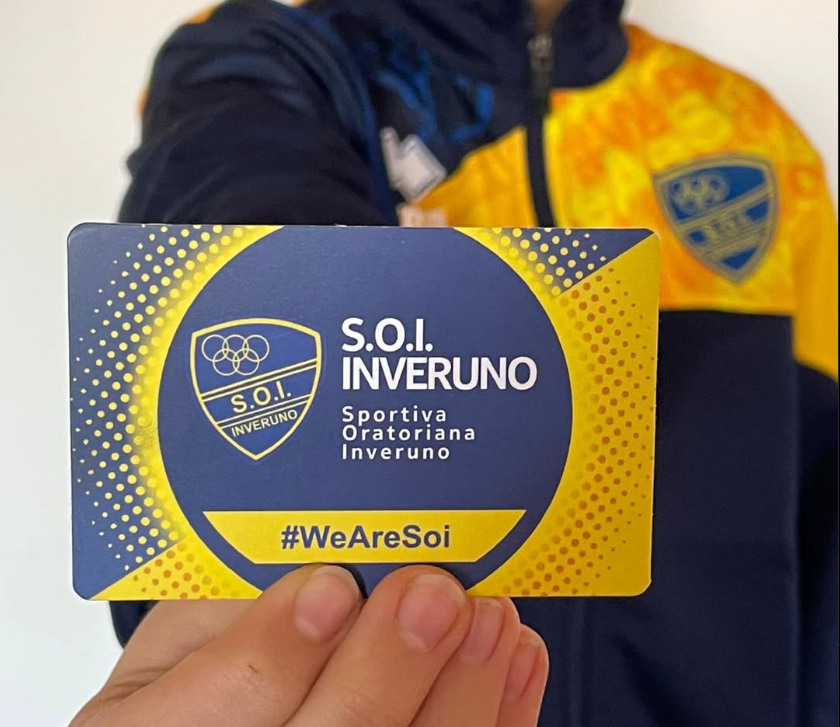 S.O.I.
INVERUNO
S.O.I.
INVERUNO
Sportiva
Oratoriana
Inveruno
#WeAreSoi
S.O.I.